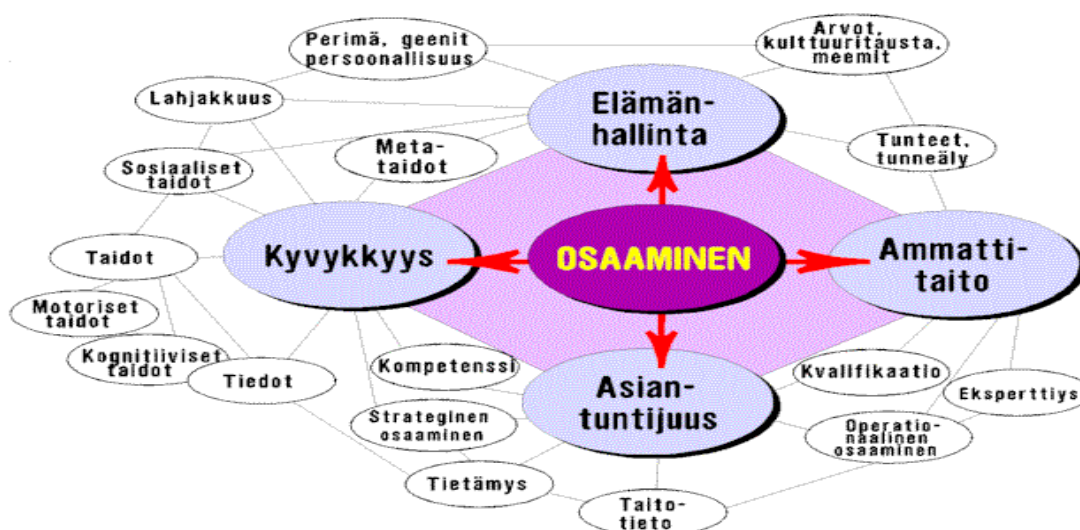 Perimä, geenit
persoonallisuus
Arvot,
kulttuuritausta,
meemit
Lahjakkuus
Elämän-
hallinta
Meta-
taidot
Tunteet,
tunneäly
Sosiaaliset
taidot
Taidot
Kyvykkyys
OSAAMINEN
Ammatti-
taito
Motoriset
taidot
Kognitiiviset
taidot
Tiedot
Kompetenssi
Asian-
tuntijuus
Kvalifikaatio
Eksperttiys
Strateginen
osaaminen
Operatio-
naalinen
osaaminen
Tietämys
Taito-
tieto